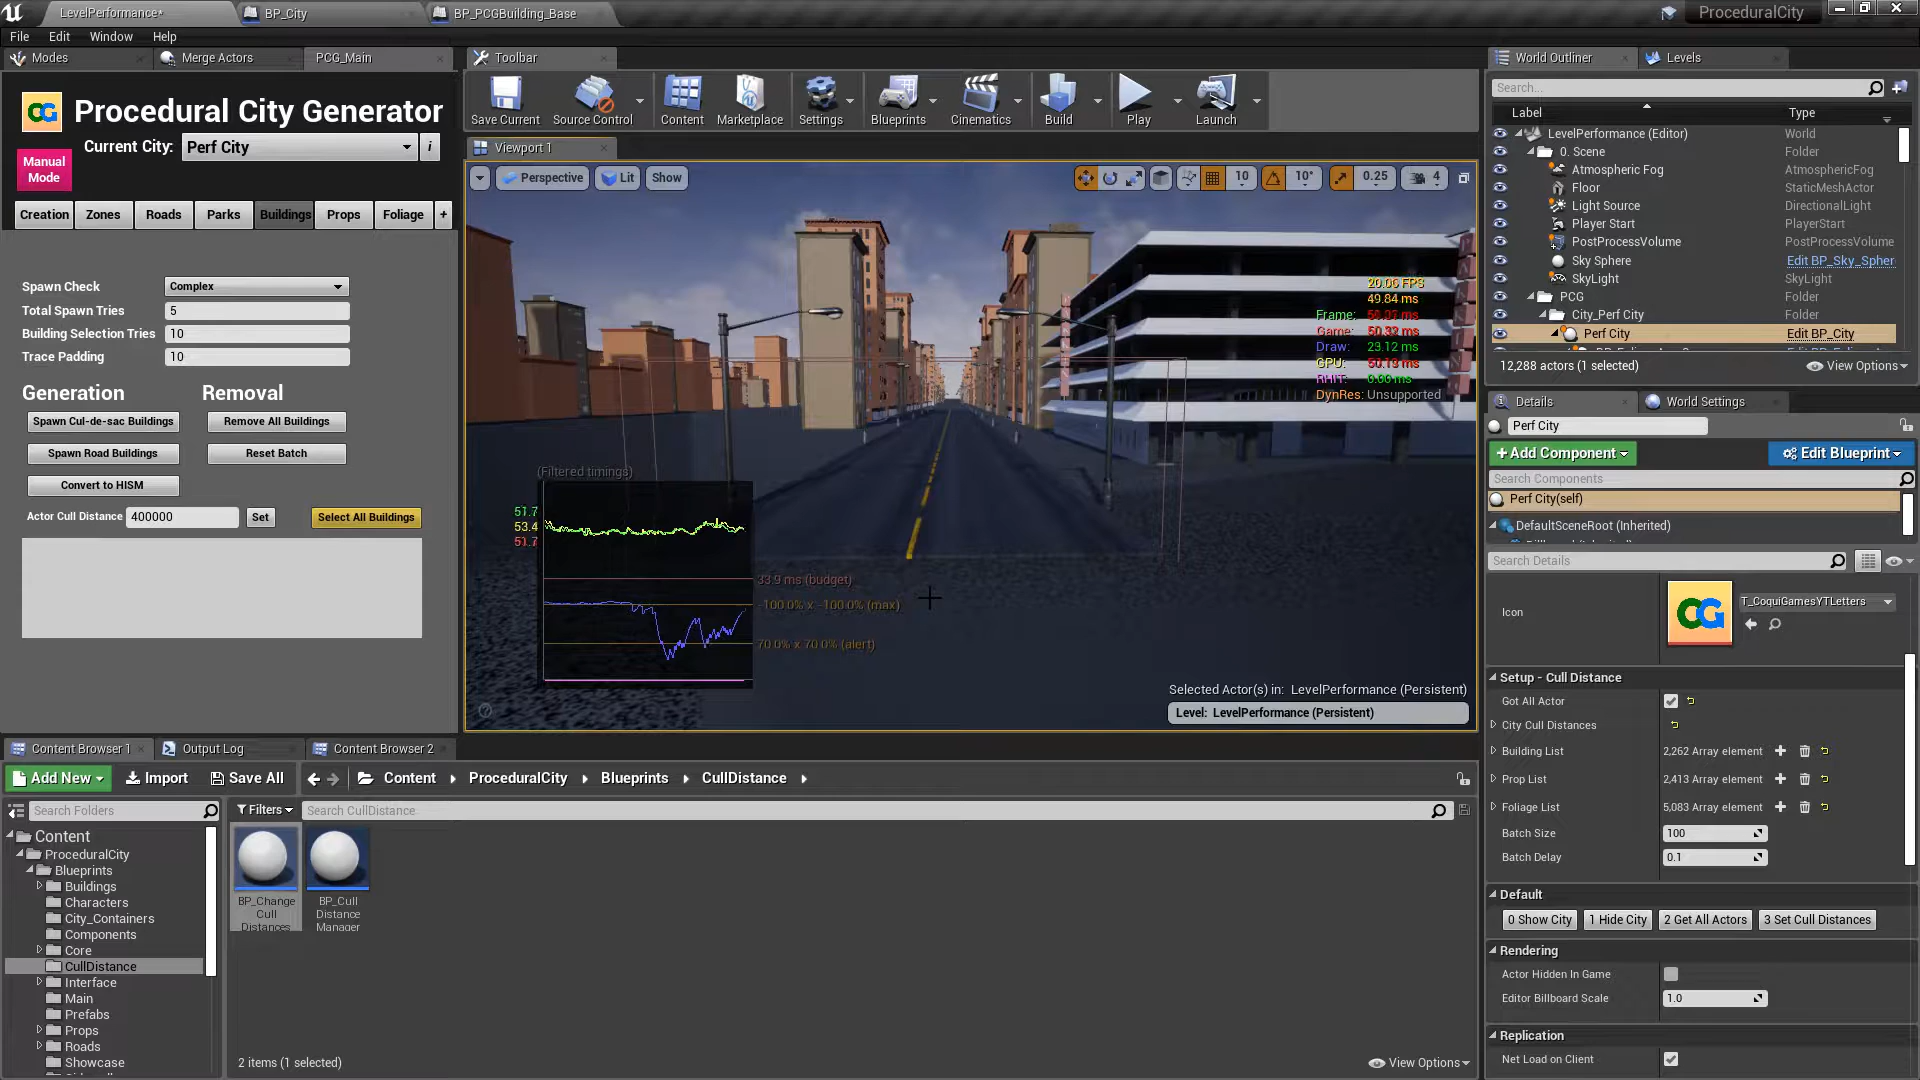 LevelPerformance*
BP_City
BP_PCGBuilding_Base
ProceduralCity
File
Edit
Window
Help
Modes
Merge Actors
PCG_Main
Toolbar
World Outliner
Levels
CG
Procedural City Generator
Manual
Mode
Current City:
Perf City
i
Creation
Zones
Roads
Parks
Buildings
Props
Foliage
+
Spawn Check
Complex
Total Spawn Tries
5
Building Selection Tries
10
Trace Padding
10
Generation
Removal
Spawn Cul-de-sac Buildings
Remove All Buildings
Spawn Road Buildings
Reset Batch
Convert to HISM
Actor Cull Distance
400000
Set
Select All Buildings
Save Current
Source Control
Content
Marketplace
Settings
Blueprints
Cinematics
Build
Play
Launch
Viewport 1
Perspective
Lit
Show
10
10°
0.25
4
20.06 FPS
49.84 ms
Frame:
Game: 50.33 ms
Draw: 23.12 ms
GPU: 50.13 ms
RHIT: 0.00 ms
DynRes: Unsupported
(Filtered timings)
51.7
53.4
51.7
33.9 ms (budget)
-100.0% x -100.0% (max)
70.0% x 70.0% (alert)
Selected Actor(s) in: LevelPerformance (Persistent)
Level: LevelPerformance (Persistent)
Search...
Label
Type
LevelPerformance (Editor)
World
0. Scene
Folder
Atmospheric Fog
AtmosphericFog
Floor
StaticMeshActor
Light Source
DirectionalLight
Player Start
PlayerStart
PostProcessVolume
PostProcessVolume
Sky Sphere
Edit BP_Sky_Spher
SkyLight
SkyLight
PCG
Folder
City_Perf City
Folder
Perf City
Edit BP_City
12,288 actors (1 selected)
View Options
Details
World Settings
Perf City
+Add Component
Edit Blueprint
Search Components
Perf City(self)
DefaultSceneRoot (Inherited)
Search Details
Icon
CG
T_CoquiGamesYTLetters
Setup - Cull Distance
Got All Actor
City Cull Distances
Building List
2,262 Array element
Prop List
2,413 Array element
Foliage List
5,083 Array element
Batch Size
100
Batch Delay
0.1
Default
0 Show City
1 Hide City
2 Get All Actors
3 Set Cull Distances
Rendering
Actor Hidden In Game
Editor Billboard Scale
1.0
Replication
Net Load on Client
Content Browser 1
Output Log
Content Browser 2
Add New
Import
Save All
Content
ProceduralCity
Blueprints
CullDistance
Search Folders
Filters
Search CullDistance
Content
ProceduralCity
Blueprints
Buildings
Characters
City_Containers
Components
Core
CullDistance
Interface
Main
Prefabs
Props
Roads
Showcase
BP_Change
Cull
Distances
BP_Cull
Distance
Manager
2 items (1 selected)
View Options